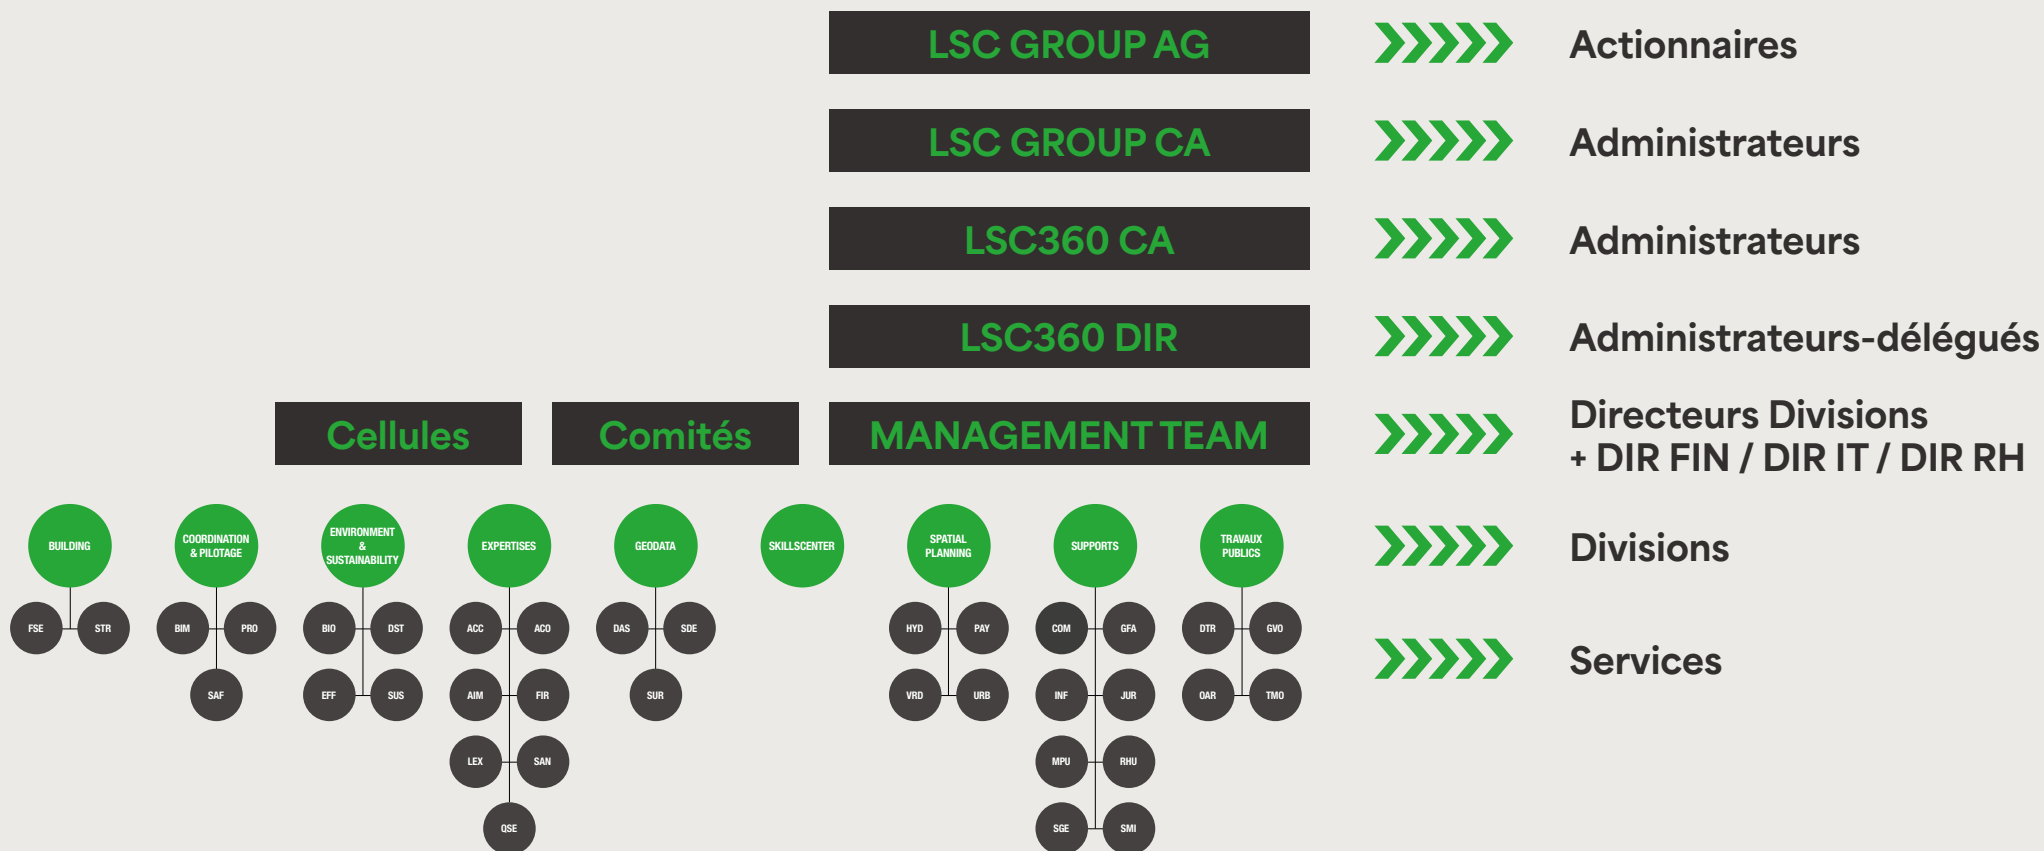 LSC GROUP AG
Actionnaires
LSC GROUP CA
Administrateurs
LSC360 CA
Administrateurs
LSC360 DIR
Administrateurs-délégués
Cellules
Comités
MANAGEMENT TEAM
Directeurs Divisions
+ DIR FIN / DIR IT / DIR RH
BUILDING
COORDINATION
& PILOTAGE
ENVIRONMENT
&
SUSTAINABILITY
EXPERTISES
GEODATA
SKILLSCENTER
SPATIAL
PLANNING
SUPPORTS
TRAVAUX
PUBLICS
Divisions
FSE
STR
BIM
PRO
BIO
DST
ACC
ACO
DAS
SDE
HYD
PAY
COM
GFA
DTR
GVO
Services
SAF
EFF
SUS
AIM
FIR
SUR
VRD
URB
INF
JUR
OAR
TMO
LEX
SAN
MPU
RHU
QSE
SGE
SMI